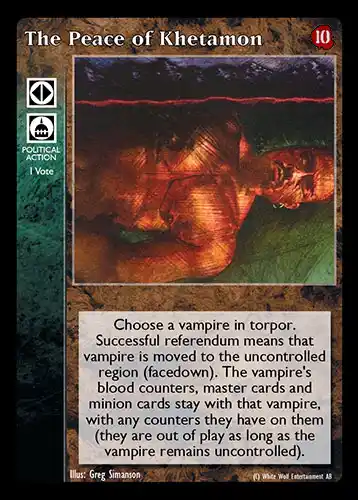 The Peace of Khetamon
10
POLITICAL
ACTION
1 Vote
Choose a vampire in torpor.
Successful referendum means that
vampire is moved to the uncontrolled
region (facedown). The vampire's
blood counters, master cards and
minion cards stay with that vampire,
with any counters they have on them
(they are out of play as long as the
vampire remains uncontrolled).
Illus: Greg Simanson
(C) White Wolf Entertainment AB